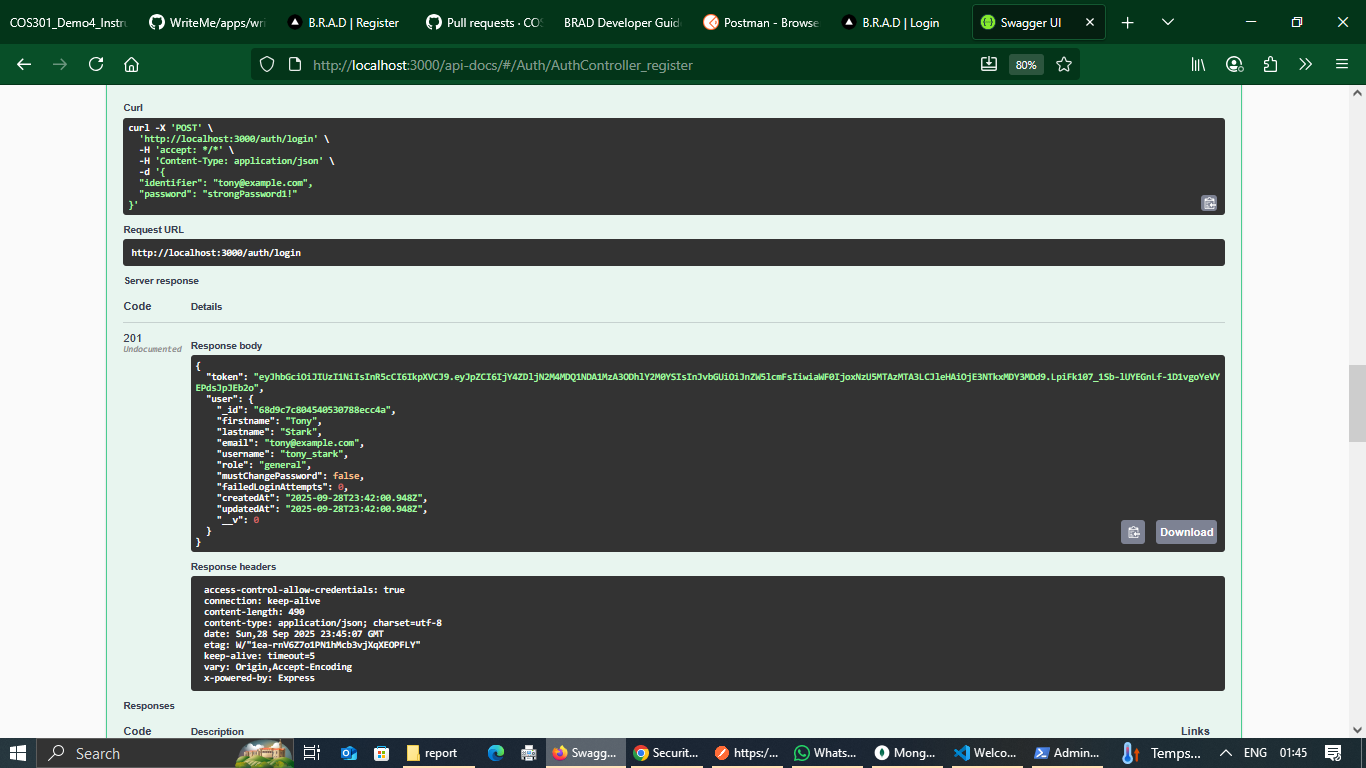 COS301_Demo4_Instru
WriteMe/apps/wri
B.R.A.D | Register
Pull requests · COS
BRAD Developer Guid
Postman - Browse
B.R.A.D | Login
Swagger UI
http://localhost:3000/api-docs/#/Auth/AuthController_register
80%
Curl
curl -X 'POST' \
'http://localhost:3000/auth/login' \
-H 'accept: */*' \
-H 'Content-Type: application/json' \
-d '{
"identifier": "tony@example.com",
"password": "strongPassword1!"
}'
Request URL
http://localhost:3000/auth/login
Server response
Code Details
201
Undocumented
Response body
{
"token":
"user": {
"_id": "68d9c7c804540530788ecc4a",
"firstname": "Tony",
"lastname": "Stark",
"email": "tony@example.com",
"username": "tony_stark",
"role": "general",
"mustChangePassword": false,
"failedLoginAttempts": 0,
"createdAt": "2025-09-28T23:42:00.948Z",
"updatedAt": "2025-09-28T23:42:00.948Z",
"__v": 0
}
}
Download
Response headers
access-control-allow-credentials: true
connection: keep-alive
content-length: 490
content-type: application/json; charset=utf-8
date: Sun,28 Sep 2025 23:45:07 GMT
etag: W/"1ea-rnV6Z7o1PN1hMcb3vjXqXEOPFLY"
keep-alive: timeout=5
vary: Origin,Accept-Encoding
x-powered-by: Express
Responses
Code Description Links
Search
report
Swagg...
Securit...
https:/...
Whats...
Mong...
Welco...
Admin...
Temps...
ENG
01:45